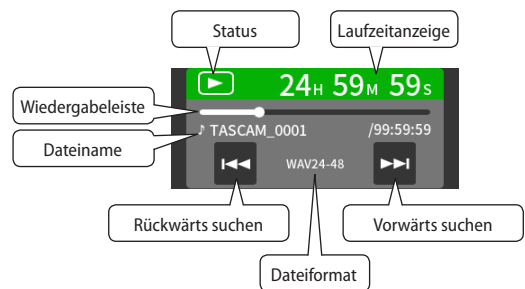 Status
Laufzeitanzeige
24H 59M 59s
Wiedergabeleiste
♪ TASCAM_0001 /99:59:59
Dateiname
WAV24-48
Rückwärts suchen
Vorwärts suchen
Dateiformat